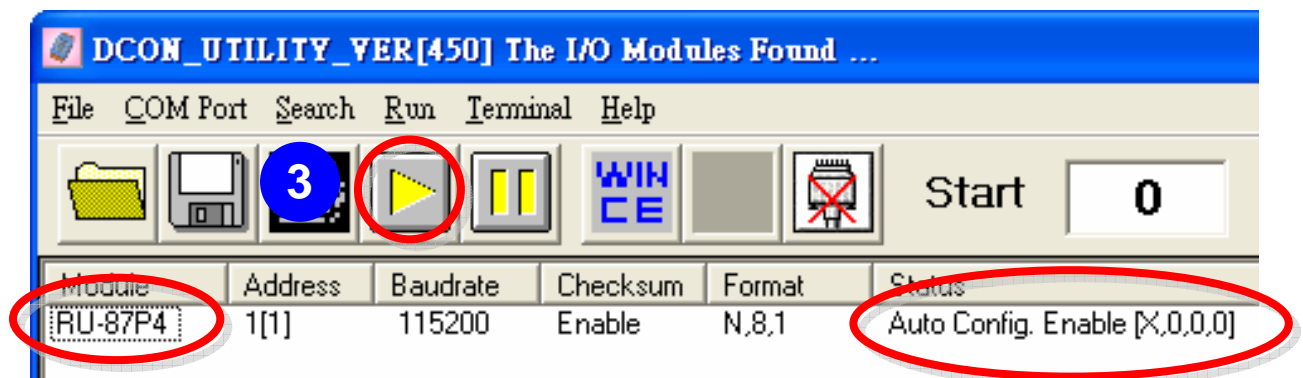 DCON_UTILITY_VER[450] The I/O Modules Found ...
File COM Port Search Run Terminal Help
3 WIN CE Start 0
Module Address Baudrate Checksum Format Status
RU-87P4 1[1] 115200 Enable N,8,1 Auto Config. Enable [X,0,0,0]